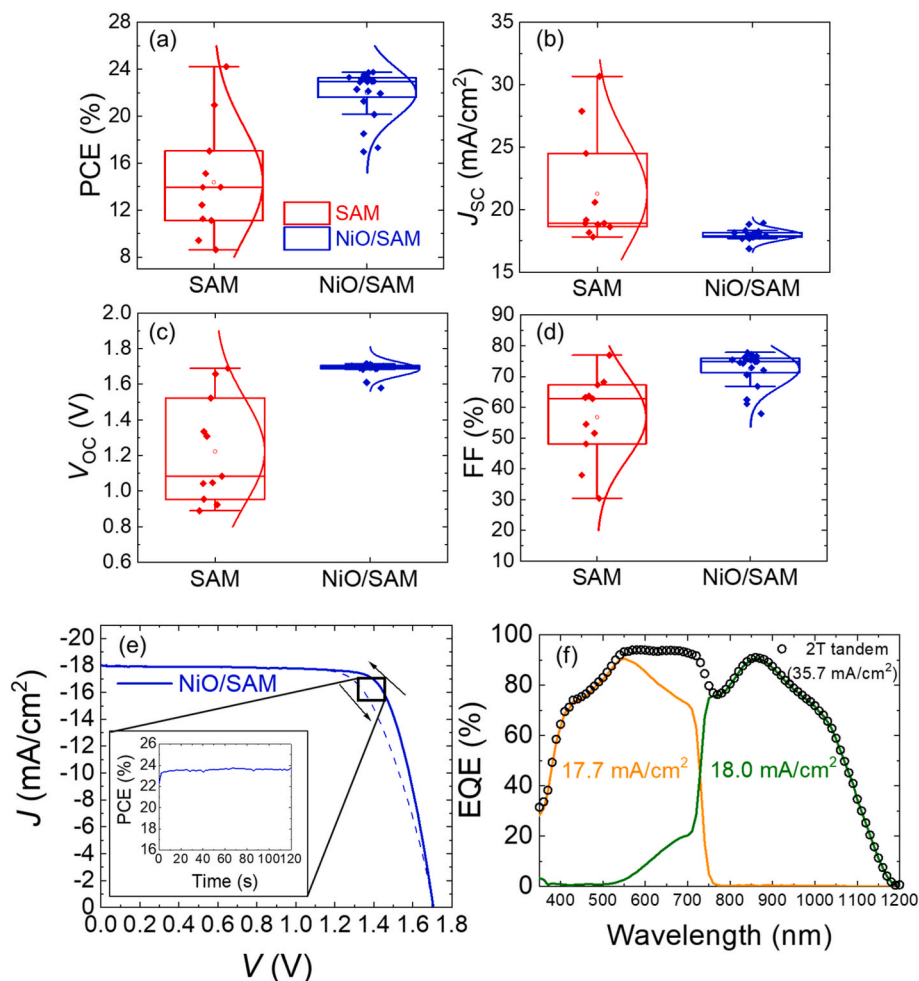 (a)
PCE (%)
28
24
20
16
12
8
SAM
NiO/SAM
SAM
NiO/SAM
(b)
J_SC (mA/cm²)
35
30
25
20
15
SAM
NiO/SAM
(c)
V_OC (V)
2.0
1.8
1.6
1.4
1.2
1.0
0.8
0.6
SAM
NiO/SAM
(d)
FF (%)
90
80
70
60
50
40
30
20
10
SAM
NiO/SAM
(e)
J (mA/cm²)
-20
-18
-16
-14
-12
-10
-8
-6
-4
-2
0
NiO/SAM
PCE (%)
26
24
22
20
18
16
0 20 40 60 80 100120
Time (s)
0.0 0.2 0.4 0.6 0.8 1.0 1.2 1.4 1.6 1.8
V (V)
(f)
EQE (%)
100
80
60
40
20
0
2T tandem
(35.7 mA/cm²)
17.7 mA/cm²
18.0 mA/cm²
400 500 600 700 800 900 1000 1100 1200
Wavelength (nm)